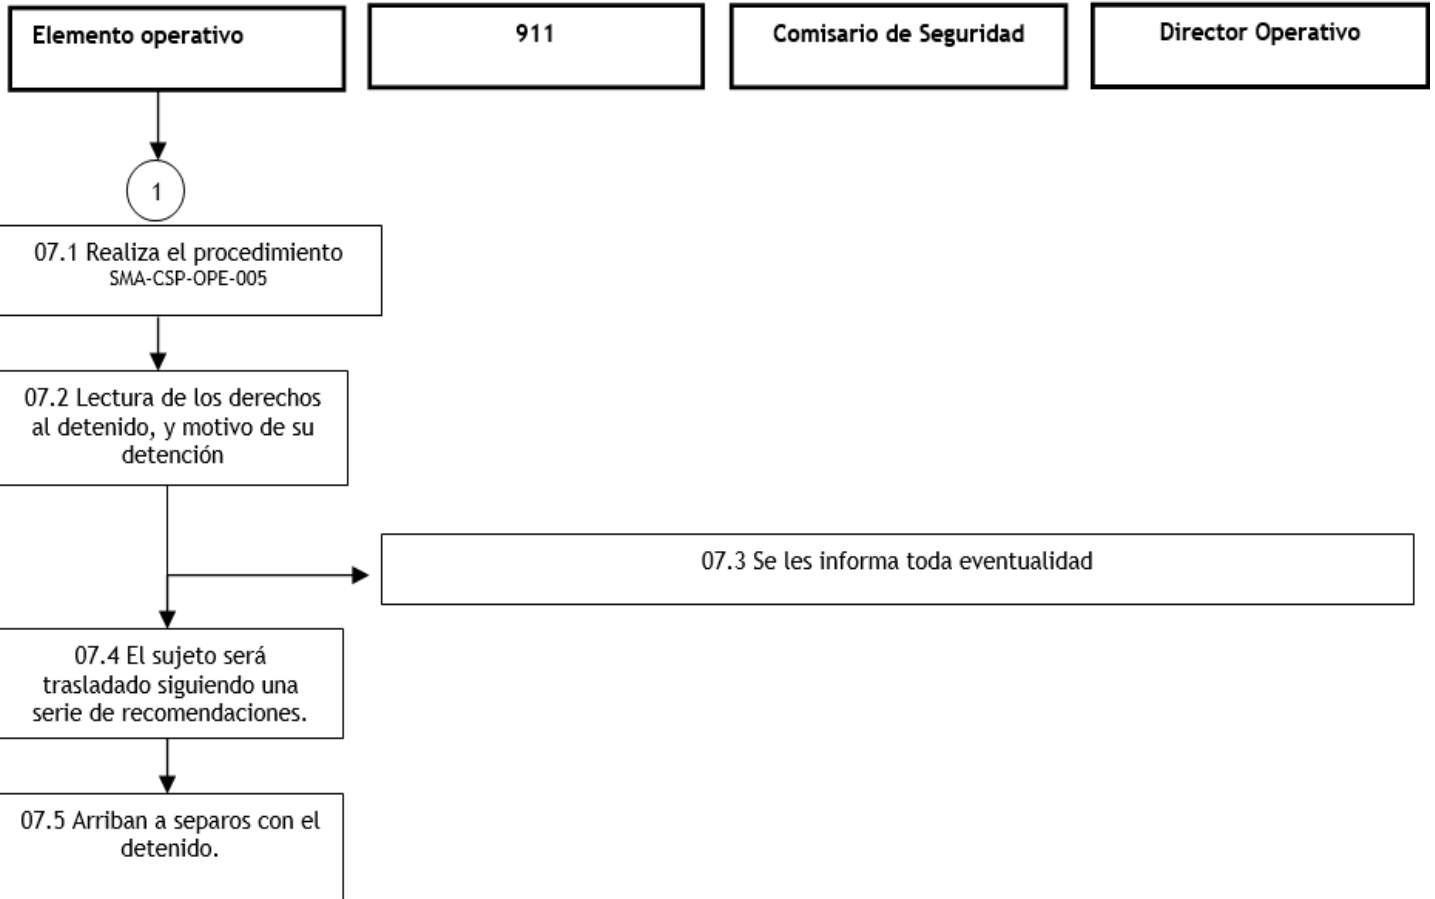 Elemento operativo
911
Comisario de Seguridad
Director Operativo
1
07.1 Realiza el procedimiento
SMA-CSP-OPE-005
07.2 Lectura de los derechos
al detenido, y motivo de su
detención
07.3 Se les informa toda eventualidad
07.4 El sujeto será
trasladado siguiendo una
serie de recomendaciones.
07.5 Arriban a separos con el
detenido.